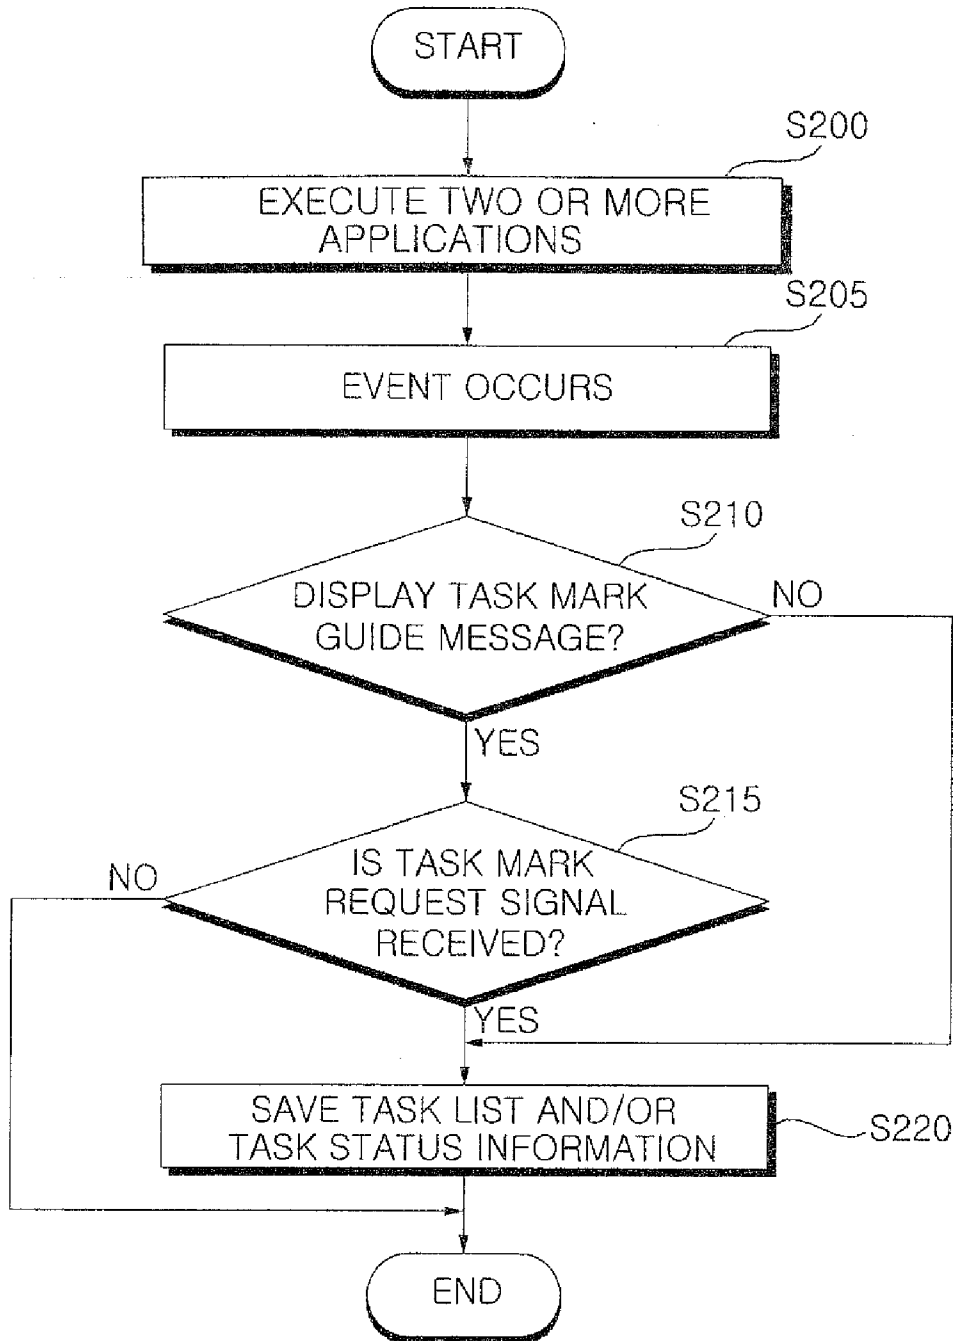 START
S200
EXECUTE TWO OR MORE
APPLICATIONS
S205
EVENT OCCURS
S210
DISPLAY TASK MARK
GUIDE MESSAGE?
NO
YES
S215
IS TASK MARK
REQUEST SIGNAL
RECEIVED?
NO
YES
SAVE TASK LIST AND/OR
TASK STATUS INFORMATION
S220
END